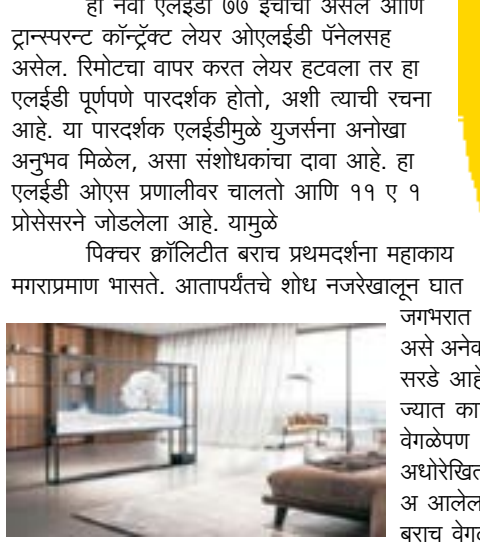 हा नवा एलईडी ७७ इंचाचा असेल आणि
ट्रान्स्परन्ट कॉन्ट्रॅक्ट लेयर ओएलईडी पॅनेलसह
असेल. रिमोटचा वापर करत लेयर हटवला तर हा
एलईडी पूर्णपणे पारदर्शक होतो, अशी त्याची रचना
आहे. या पारदर्शक एलईडीमुळे युजर्सना अनोखा
अनुभव मिळेल, असा संशोधकांचा दावा आहे. हा
एलईडी ओएस प्रणालीवर चालतो आणि ११ ए १
प्रोसेसरने जोडलेला आहे. यामुळे
पिक्चर क्रॉलिटीत बराच प्रथमदर्शना महाकाय
मगराप्रमाण भासते. आतापर्यंतचे शोध नजरेखालून घात
जगभरात
असे अनेक
सरडे आहे
ज्यात का
वेगळेपण
अधोरेखित
अ आलेल
बराच वेगळ